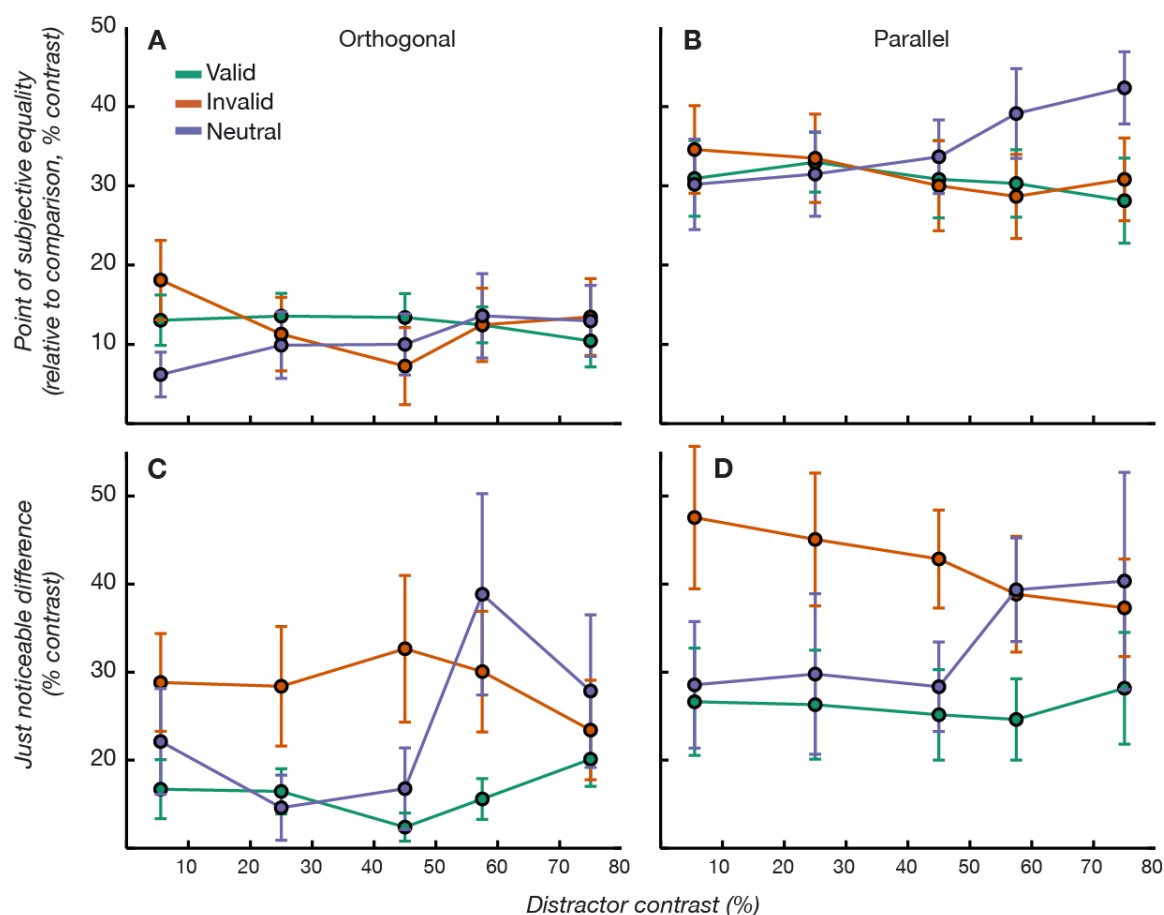 A
Orthogonal
Valid
Invalid
Neutral
B
Parallel
Point of subjective equality
(relative to comparison, % contrast)
50
40
30
20
10
C
D
Just noticeable difference
(% contrast)
50
40
30
20
10 20 30 40 50 60 70 80
10 20 30 40 50 60 70 80
Distractor contrast (%)